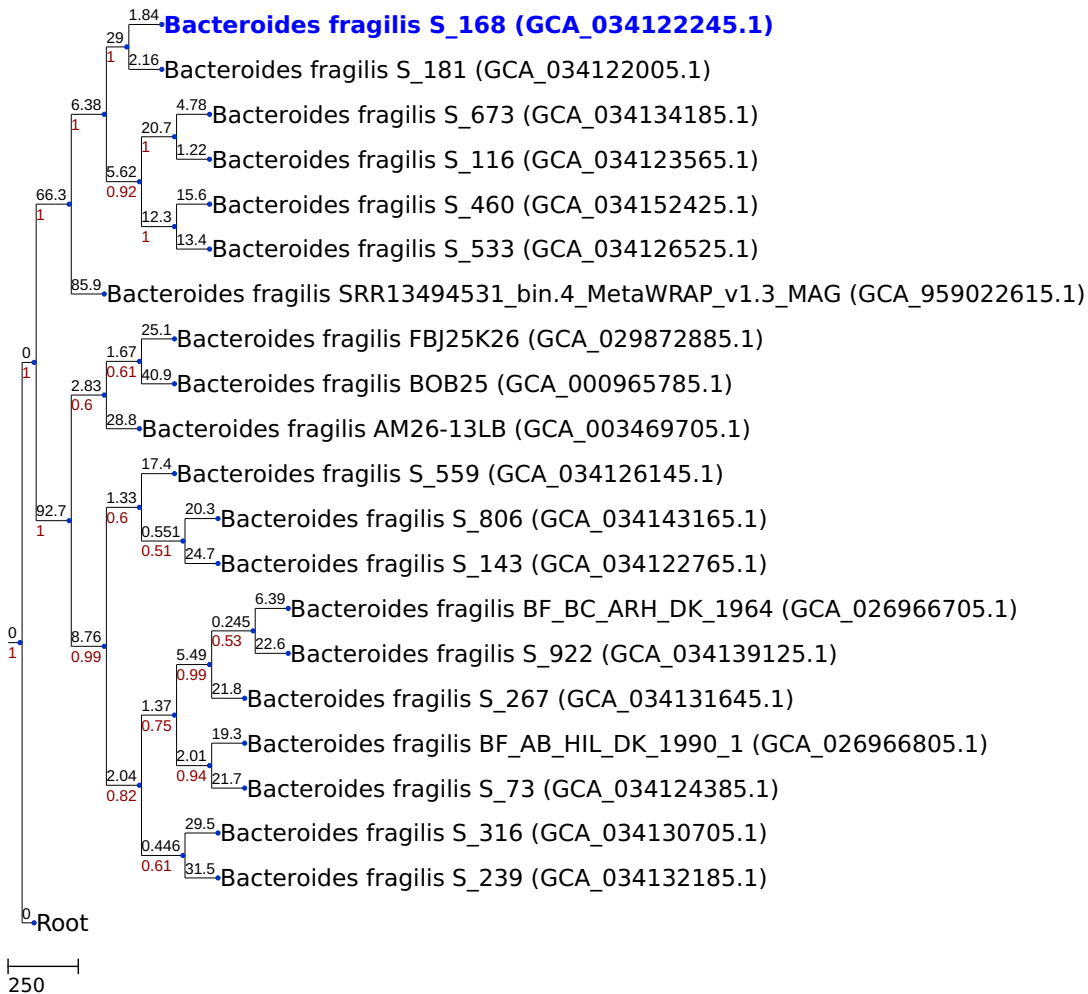 1.84
Bacteroides fragilis S_168 (GCA_034122245.1)
29
1
2.16
Bacteroides fragilis S_181 (GCA_034122005.1)
6.38
1
4.78
Bacteroides fragilis S_673 (GCA_034134185.1)
20.7
1
1.22
Bacteroides fragilis S_116 (GCA_034123565.1)
5.62
0.92
66.3
1
15.6
Bacteroides fragilis S_460 (GCA_034152425.1)
12.3
1
13.4
Bacteroides fragilis S_533 (GCA_034126525.1)
85.9
Bacteroides fragilis SRR13494531_bin.4_MetaWRAP_v1.3_MAG (GCA_959022615.1)
0
1
25.1
Bacteroides fragilis FBJ25K26 (GCA_029872885.1)
1.67
0.61
40.9
Bacteroides fragilis BOB25 (GCA_000965785.1)
2.83
0.6
28.8
Bacteroides fragilis AM26-13LB (GCA_003469705.1)
17.4
Bacteroides fragilis S_559 (GCA_034126145.1)
1.33
0.6
92.7
1
20.3
Bacteroides fragilis S_806 (GCA_034143165.1)
0.551
0.51
24.7
Bacteroides fragilis S_143 (GCA_034122765.1)
6.39
Bacteroides fragilis BF_BC_ARH_DK_1964 (GCA_026966705.1)
0.245
0.53
0
1
8.76
0.99
22.6
Bacteroides fragilis S_922 (GCA_034139125.1)
5.49
0.99
21.8
Bacteroides fragilis S_267 (GCA_034131645.1)
1.37
0.75
19.3
Bacteroides fragilis BF_AB_HIL_DK_1990_1 (GCA_026966805.1)
2.01
0.94
2.04
0.82
21.7
Bacteroides fragilis S_73 (GCA_034124385.1)
29.5
Bacteroides fragilis S_316 (GCA_034130705.1)
0.446
0.61
31.5
Bacteroides fragilis S_239 (GCA_034132185.1)
0
Root
250